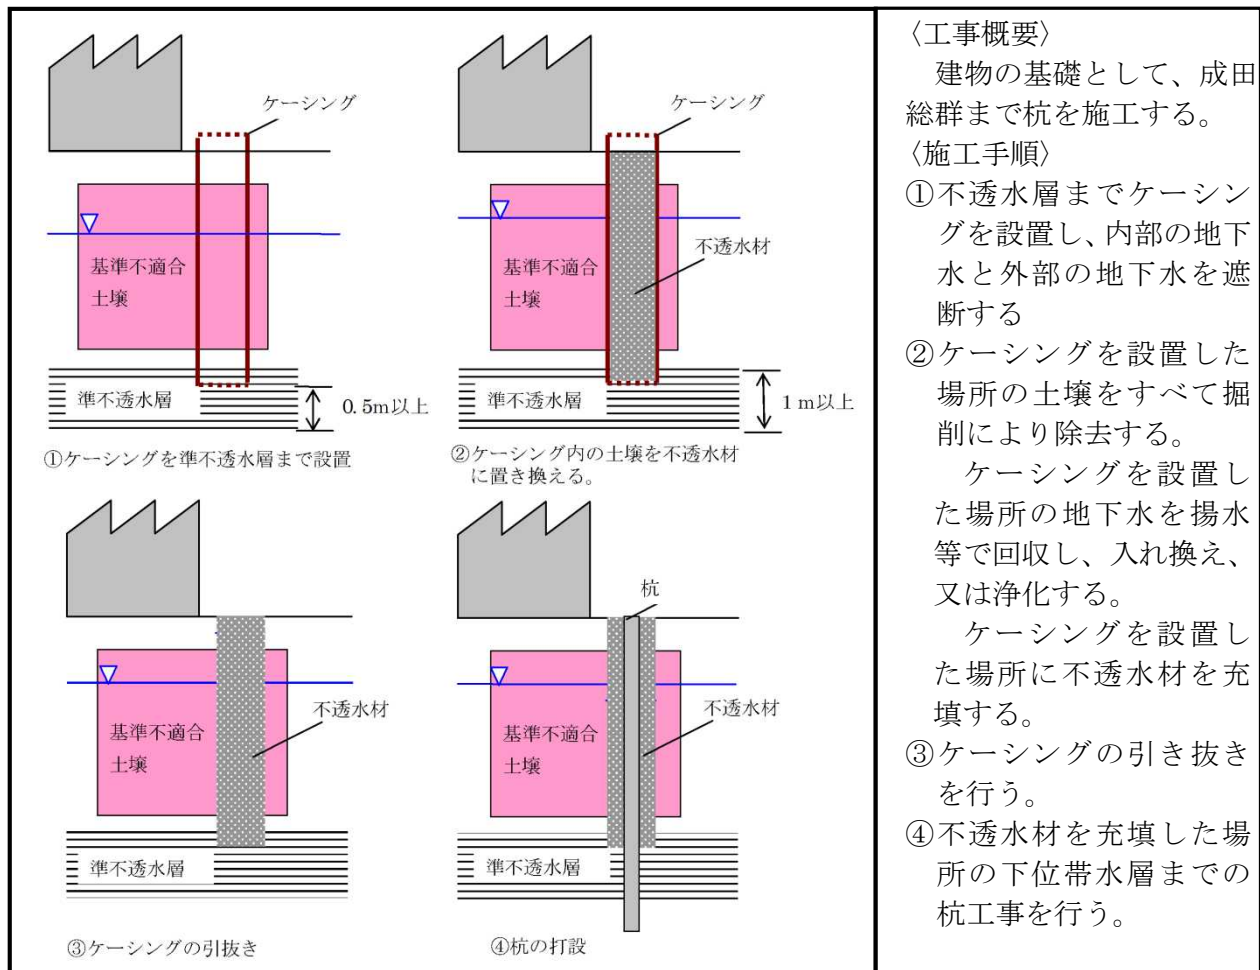 ケーシング
基準不適合
土壌
準不透水層
0.5m以上
①ケーシングを準不透水層まで設置
ケーシング
不透水材
基準不適合
土壌
準不透水層
1m以上
②ケーシング内の土壌を不透水材
に置き換える。
不透水材
基準不適合
土壌
準不透水層
③ケーシングの引抜き
杭
不透水材
基準不適合
土壌
準不透水層
④杭の打設
〈工事概要〉
建物の基礎として、成田
総群まで杭を施工する。
〈施工手順〉
①不透水層までケーシン
グを設置し、内部の地下
水と外部の地下水を遮
断する
②ケーシングを設置した
場所の土壌をすべて掘
削により除去する。
ケーシングを設置し
た場所の地下水を揚水
等で回収し、入れ換え、
又は浄化する。
ケーシングを設置し
た場所に不透水材を充
填する。
③ケーシングの引き抜き
を行う。
④不透水材を充填した場
所の下位帯水層までの
杭工事を行う。